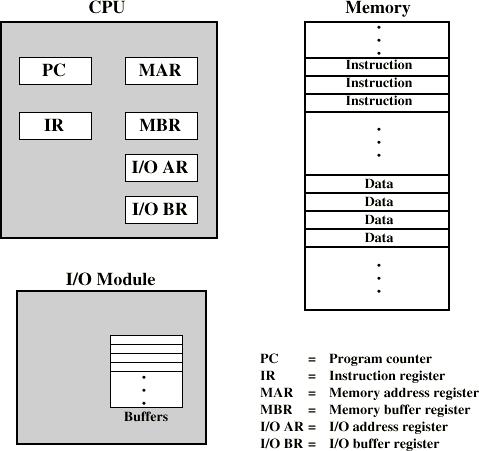 CPU
PC
MAR
IR
MBR
I/O AR
I/O BR
Memory
Instruction
Instruction
Instruction
Data
Data
Data
Data
I/O Module
Buffers
PC = Program counter
IR = Instruction register
MAR = Memory address register
MBR = Memory buffer register
I/O AR = I/O address register
I/O BR = I/O buffer register